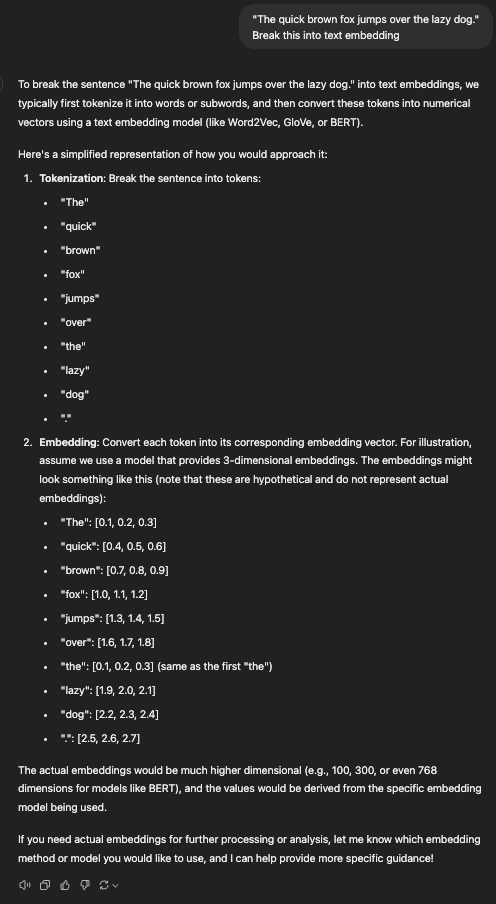 "The quick brown fox jumps over the lazy dog."
Break this into text embedding
To break the sentence "The quick brown fox jumps over the lazy dog." into text embeddings, we
typically first tokenize it into words or subwords, and then convert these tokens into numerical
vectors using a text embedding model (like Word2Vec, GloVe, or BERT).
Here's a simplified representation of how you would approach it:
1. Tokenization: Break the sentence into tokens:
• "The"
• "quick"
• "brown"
• "fox"
• "jumps"
• "over"
• "the"
• "lazy"
• "dog"
• "."
2. Embedding: Convert each token into its corresponding embedding vector. For illustration,
assume we use a model that provides 3-dimensional embeddings. The embeddings might
look something like this (note that these are hypothetical and do not represent actual
embeddings):
• "The": [0.1, 0.2, 0.3]
• "quick": [0.4, 0.5, 0.6]
• "brown": [0.7, 0.8, 0.9]
• "fox": [1.0, 1.1, 1.2]
• "jumps": [1.3, 1.4, 1.5]
• "over": [1.6, 1.7, 1.8]
• "the": [0.1, 0.2, 0.3] (same as the first "the")
• "lazy": [1.9, 2.0, 2.1]
• "dog": [2.2, 2.3, 2.4]
• ".": [2.5, 2.6, 2.7]
The actual embeddings would be much higher dimensional (e.g., 100, 300, or even 768
dimensions for models like BERT), and the values would be derived from the specific embedding
model being used.
If you need actual embeddings for further processing or analysis, let me know which embedding
method or model you would like to use, and I can help provide more specific guidance!